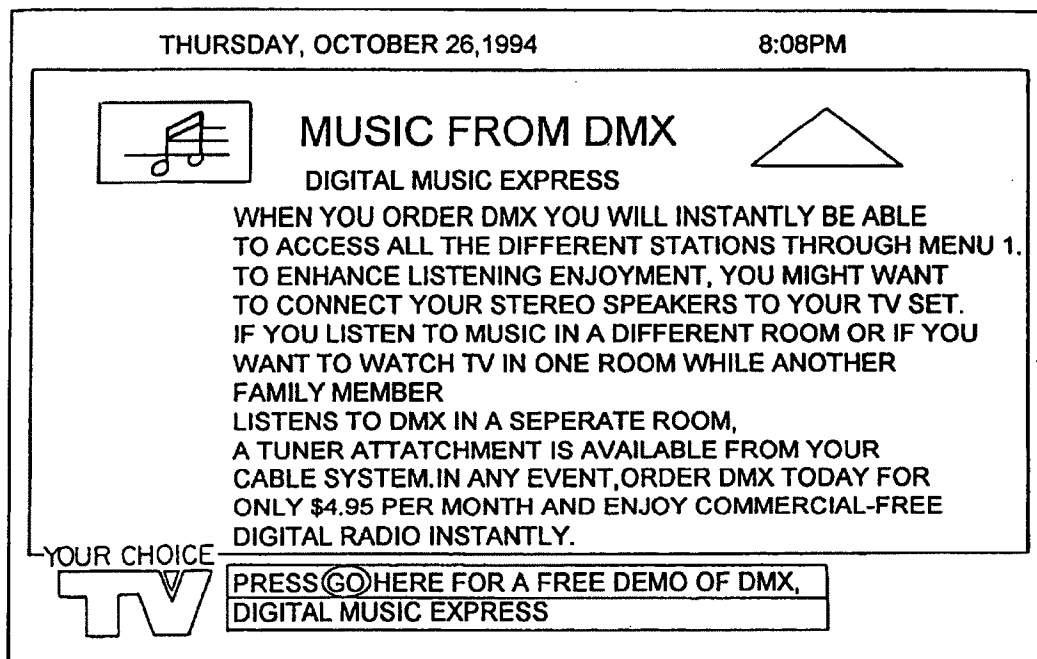 THURSDAY, OCTOBER 26,1994 8:08PM
MUSIC FROM DMX
DIGITAL MUSIC EXPRESS
WHEN YOU ORDER DMX YOU WILL INSTANTLY BE ABLE
TO ACCESS ALL THE DIFFERENT STATIONS THROUGH MENU 1.
TO ENHANCE LISTENING ENJOYMENT, YOU MIGHT WANT
TO CONNECT YOUR STEREO SPEAKERS TO YOUR TV SET.
IF YOU LISTEN TO MUSIC IN A DIFFERENT ROOM OR IF YOU
WANT TO WATCH TV IN ONE ROOM WHILE ANOTHER
FAMILY MEMBER
LISTENS TO DMX IN A SEPERATE ROOM,
A TUNER ATTATCHMENT IS AVAILABLE FROM YOUR
CABLE SYSTEM.IN ANY EVENT,ORDER DMX TODAY FOR
ONLY $4.95 PER MONTH AND ENJOY COMMERCIAL-FREE
DIGITAL RADIO INSTANTLY.
YOUR CHOICE
TV
PRESS GO HERE FOR A FREE DEMO OF DMX,
DIGITAL MUSIC EXPRESS